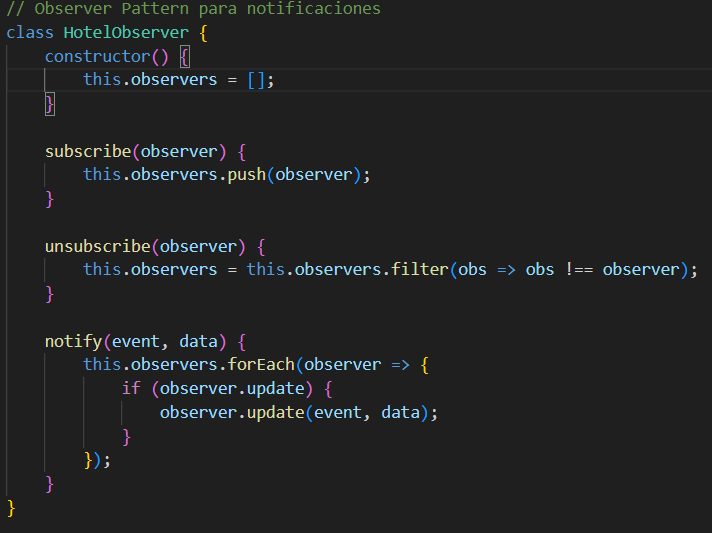 // Observer Pattern para notificaciones
class HotelObserver {
    constructor() {
        this.observers = [];
    }

    subscribe(observer) {
        this.observers.push(observer);
    }

    unsubscribe(observer) {
        this.observers = this.observers.filter(obs => obs !== observer);
    }

    notify(event, data) {
        this.observers.forEach(observer => {
            if (observer.update) {
                observer.update(event, data);
            }
        });
    }
}